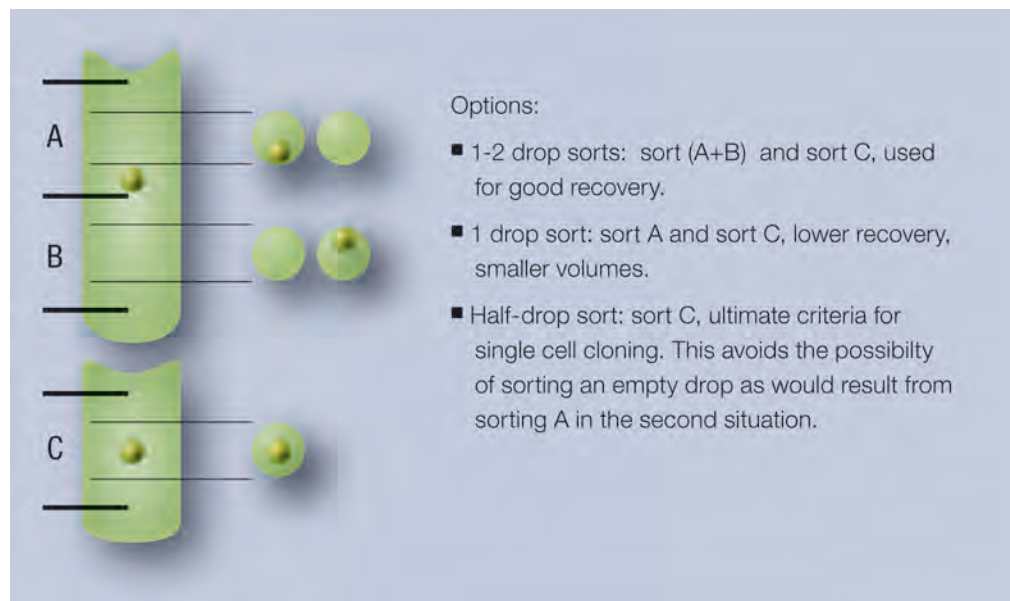 A
B
C
Options:
■ 1-2 drop sorts: sort (A+B) and sort C, used
for good recovery.
■ 1 drop sort: sort A and sort C, lower recovery,
smaller volumes.
■ Half-drop sort: sort C, ultimate criteria for
single cell cloning. This avoids the possibilty
of sorting an empty drop as would result from
sorting A in the second situation.